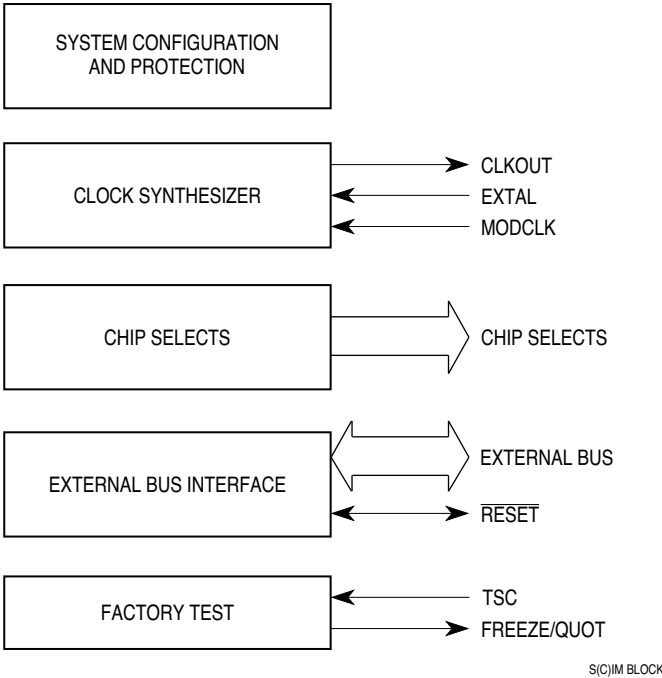 SYSTEM CONFIGURATION
AND PROTECTION
CLOCK SYNTHESIZER
CLKOUT
EXTAL
MODCLK
CHIP SELECTS
CHIP SELECTS
EXTERNAL BUS INTERFACE
EXTERNAL BUS
RESET
FACTORY TEST
TSC
FREEZE/QUOT
S(C)IM BLOCK